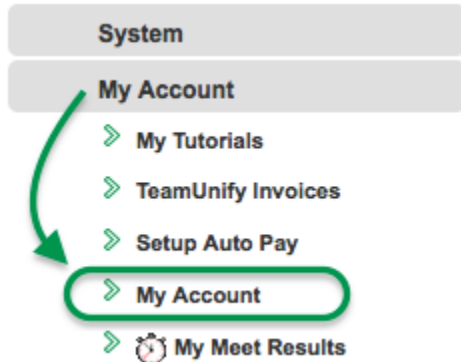 System
My Account
My Tutorials
TeamUnify Invoices
Setup Auto Pay
My Account
My Meet Results